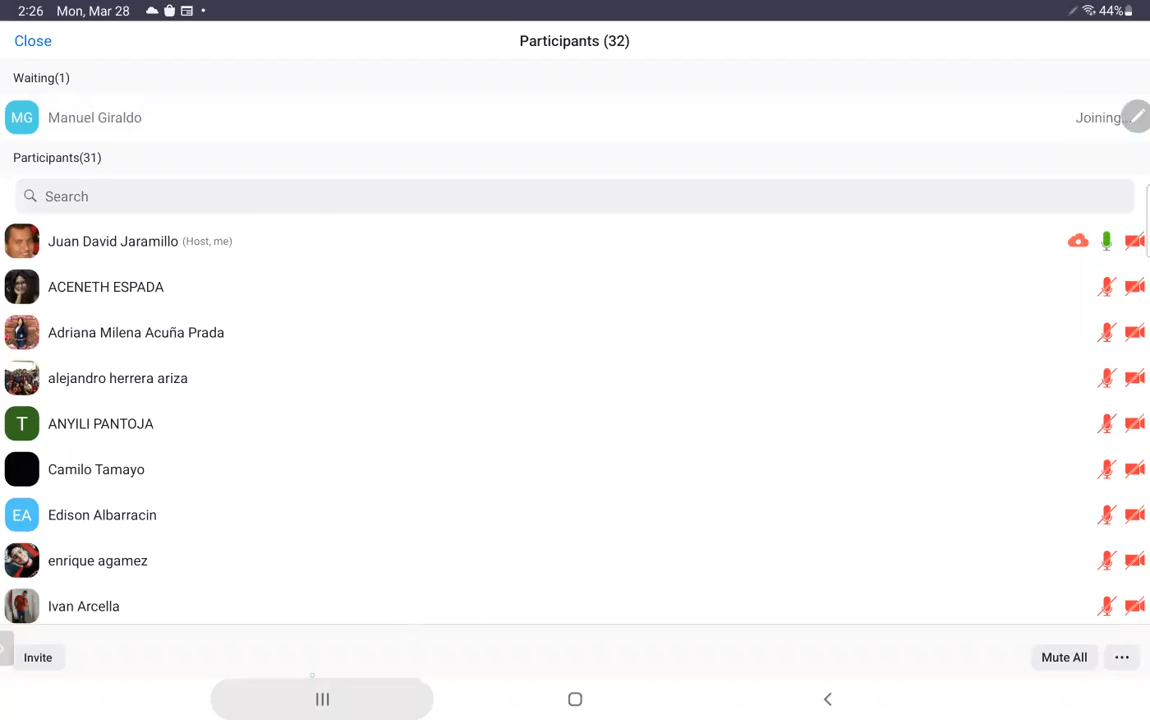 2:26 Mon, Mar 28 44%
Close Participants (32)
Waiting(1)
MG Manuel Giraldo Joining...
Participants(31)
Search
Juan David Jaramillo (Host, me)
ACENETH ESPADA
Adriana Milena Acuña Prada
alejandro herrera ariza
T ANYILI PANTOJA
Camilo Tamayo
EA Edison Albarracin
enrique agamez
Ivan Arcella
Invite Mute All ...